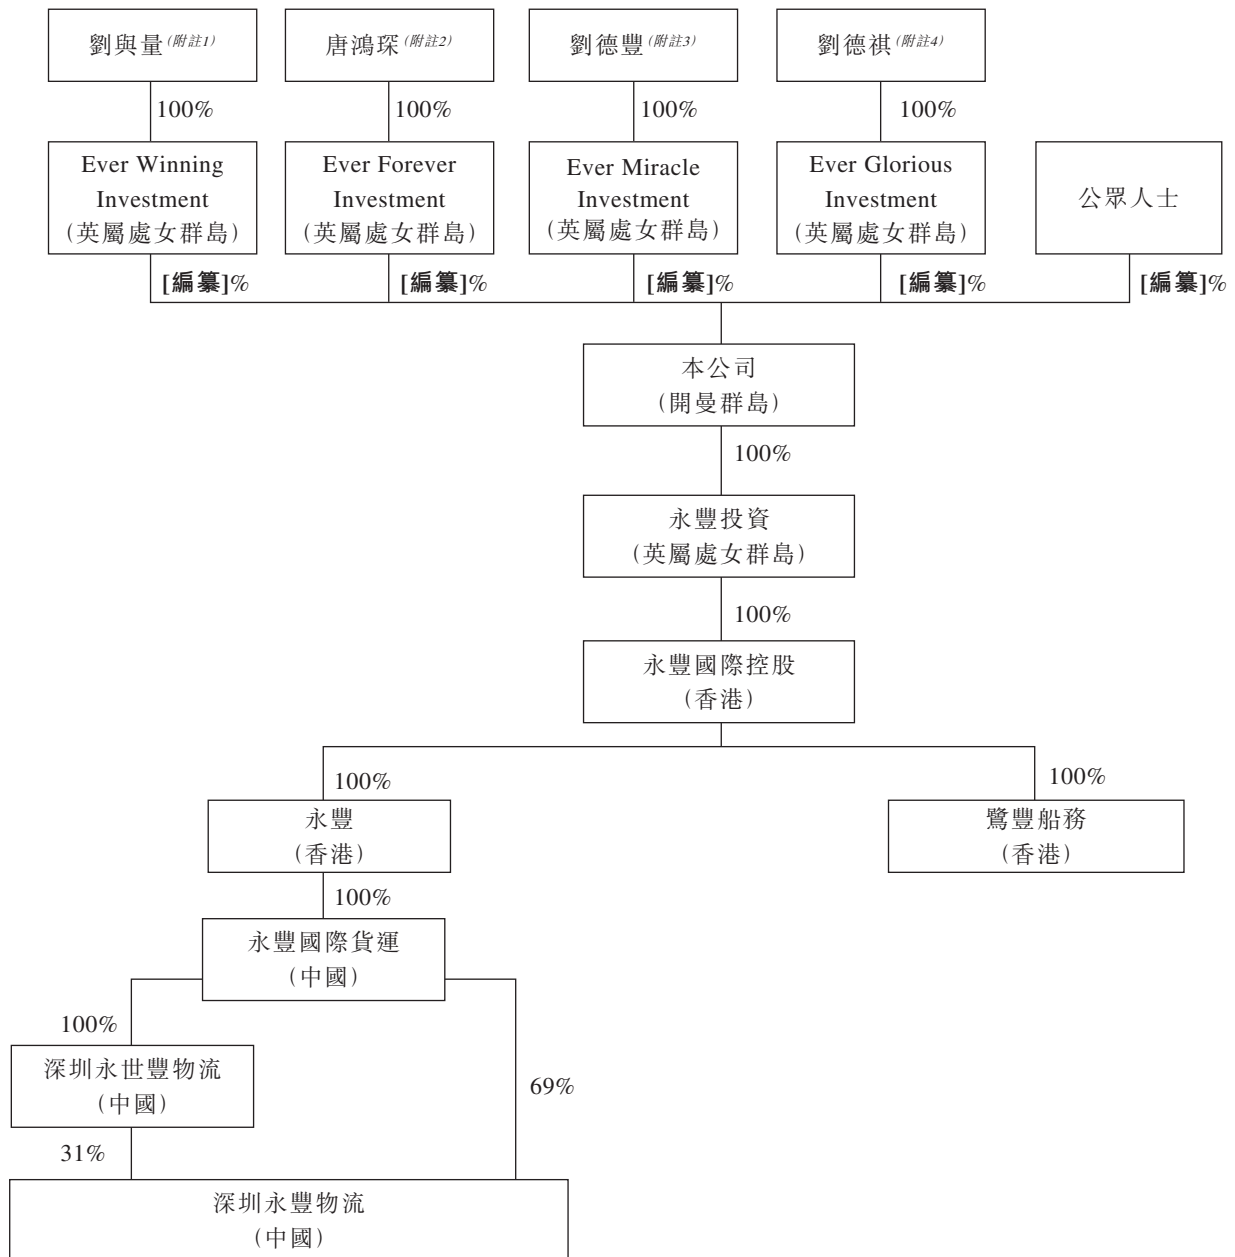 劉與量(附註1)
唐鴻琛(附註2)
劉德豐(附註3)
劉德祺(附註4)
100%
100%
100%
100%
Ever Winning
Investment
(英屬處女群島)
Ever Forever
Investment
(英屬處女群島)
Ever Miracle
Investment
(英屬處女群島)
Ever Glorious
Investment
(英屬處女群島)
公眾人士
[編纂]%
[編纂]%
[編纂]%
[編纂]%
[編纂]%
本公司
(開曼群島)
100%
永豐投資
(英屬處女群島)
100%
永豐國際控股
(香港)
100%
100%
永豐
(香港)
鷺豐船務
(香港)
100%
永豐國際貨運
(中國)
100%
深圳永世豐物流
(中國)
69%
31%
深圳永豐物流
(中國)